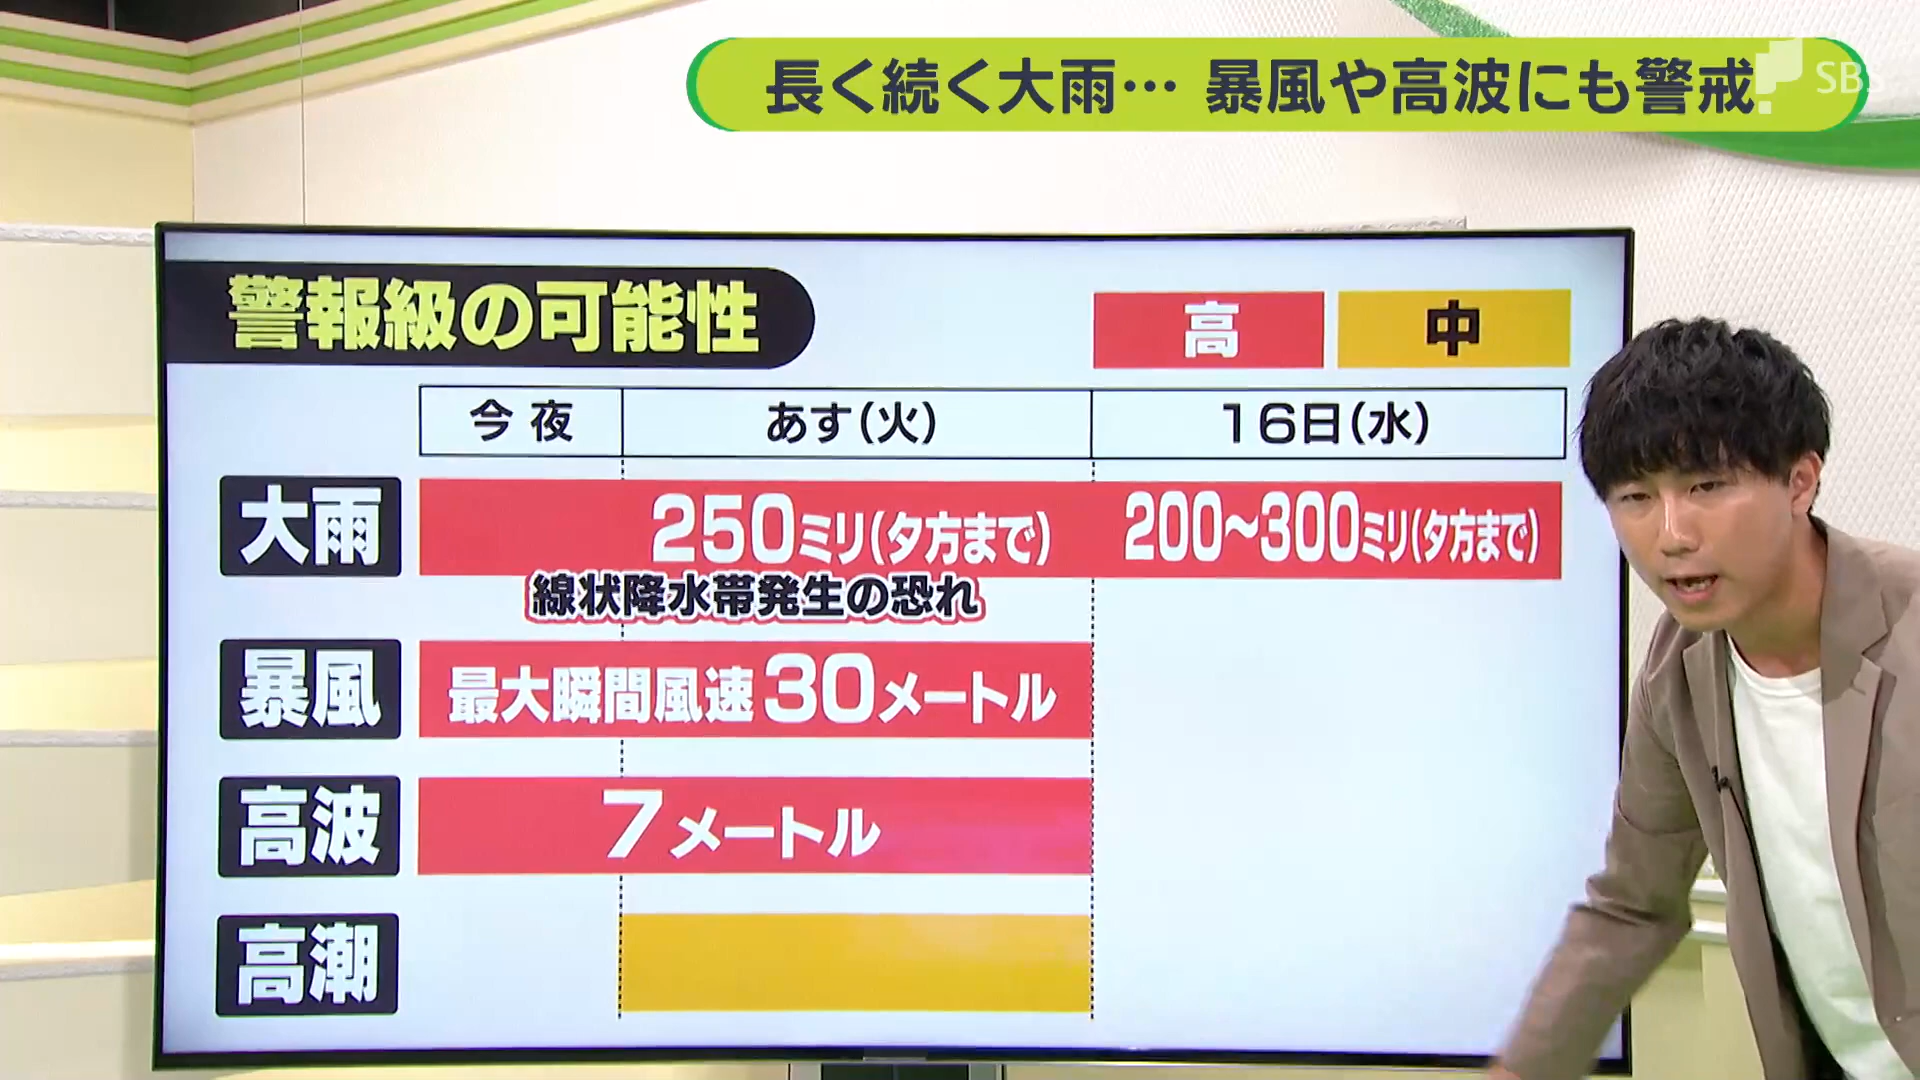 長く続く大雨… 暴風や高波にも警戒
SBS
警報級の可能性
高 中
今夜 あす(火) 16日(水)
大雨 250ミリ(夕方まで) 200~300ミリ(夕方まで)
線状降水帯発生の恐れ
暴風 最大瞬間風速30メートル
高波 7メートル
高潮